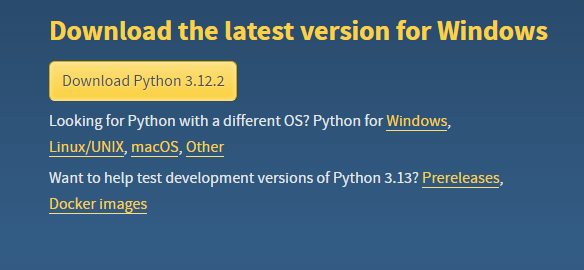 Download the latest version for Windows
Download Python 3.12.2
Looking for Python with a different OS? Python for Windows,
Linux/UNIX, macOS, Other
Want to help test development versions of Python 3.13? Prereleases,
Docker images